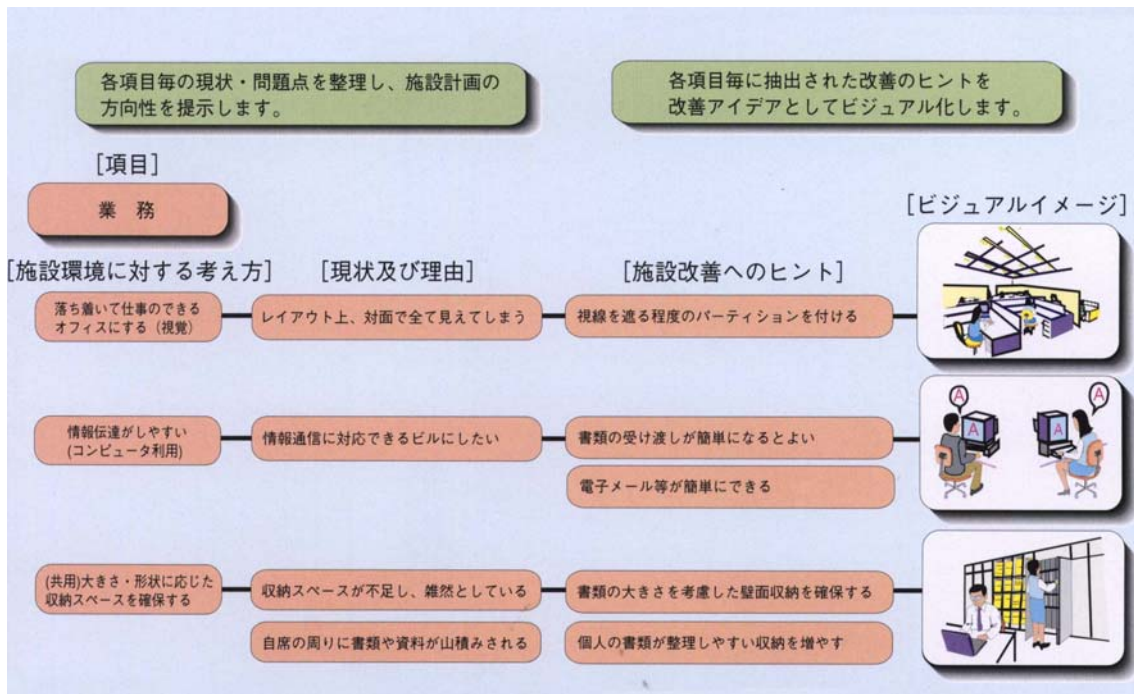 各項目毎の現状・問題点を整理し、施設計画の
方向性を提示します。
各項目毎に抽出された改善のヒントを
改善アイデアとしてビジュアル化します。
[項目]
業 務
[ビジュアルイメージ]
[施設環境に対する考え方]
[現状及び理由]
[施設改善へのヒント]
落ち着いて仕事のできる
オフィスにする（視覚）
レイアウト上、対面で全て見えてしまう
視線を遮る程度のパーティションを付ける
情報伝達がしやすい
(コンピュータ利用)
情報通信に対応できるビルにしたい
書類の受け渡しが簡単になるとよい
電子メール等が簡単にできる
A
A
A
A
(共用)大きさ・形状に応じた
収納スペースを確保する
収納スペースが不足し、雑然としている
書類の大きさを考慮した壁面収納を確保する
自席の周りに書類や資料が山積みされる
個人の書類が整理しやすい収納を増やす